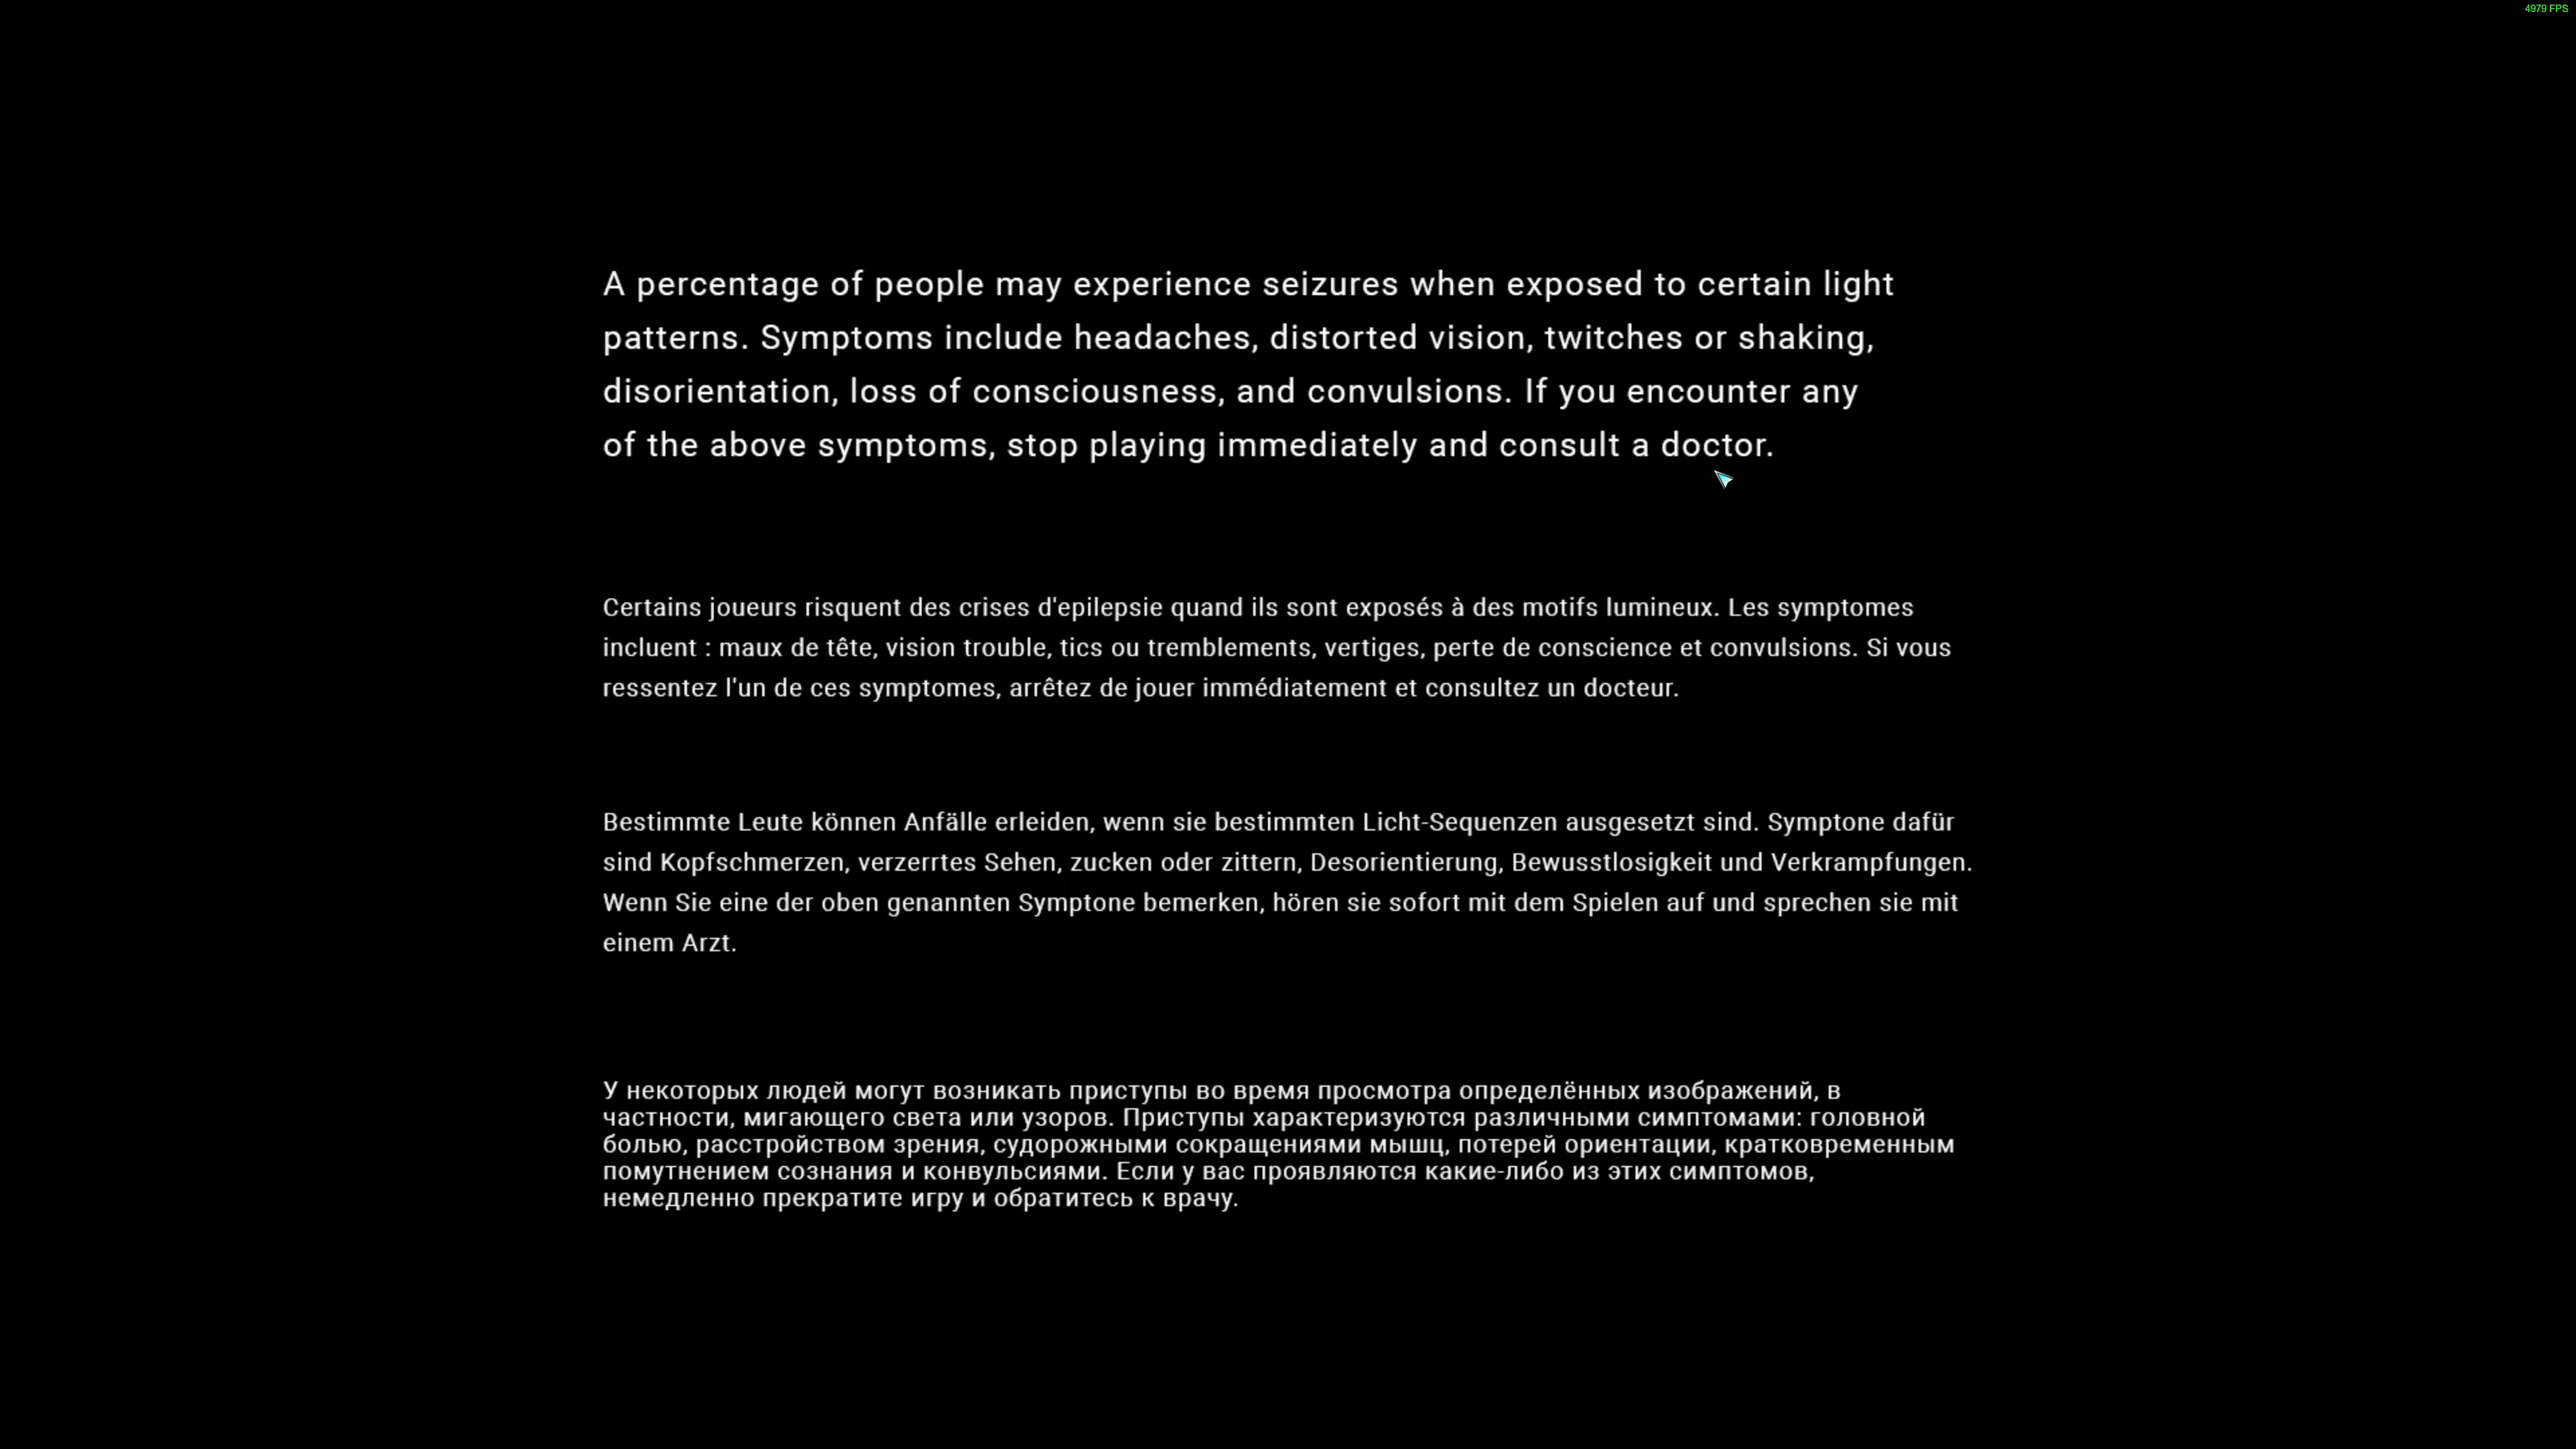 4979 FPS
A percentage of people may experience seizures when exposed to certain light
patterns. Symptoms include headaches, distorted vision, twitches or shaking,
disorientation, loss of consciousness, and convulsions. If you encounter any
of the above symptoms, stop playing immediately and consult a doctor.
Certains joueurs risquent des crises d'epilepsie quand ils sont exposés à des motifs lumineux. Les symptomes
incluent : maux de tête, vision trouble, tics ou tremblements, vertiges, perte de conscience et convulsions. Si vous
ressentez l'un de ces symptomes, arrêtez de jouer immédiatement et consultez un docteur.
Bestimmte Leute können Anfälle erleiden, wenn sie bestimmten Licht-Sequenzen ausgesetzt sind. Symptone dafür
sind Kopfschmerzen, verzerrtes Sehen, zucken oder zittern, Desorientierung, Bewusstlosigkeit und Verkrampfungen.
Wenn Sie eine der oben genannten Symptone bemerken, hören sie sofort mit dem Spielen auf und sprechen sie mit
einem Arzt.
У некоторых людей могут возникать приступы во время просмотра определённых изображений, в
частности, мигающего света или узоров. Приступы характеризуются различными симптомами: головной
болью, расстройством зрения, судорожными сокращениями мышц, потерей ориентации, кратковременным
помутнением сознания и конвульсиями. Если у вас проявляются какие-либо из этих симптомов,
немедленно прекратите игру и обратитесь к врачу.